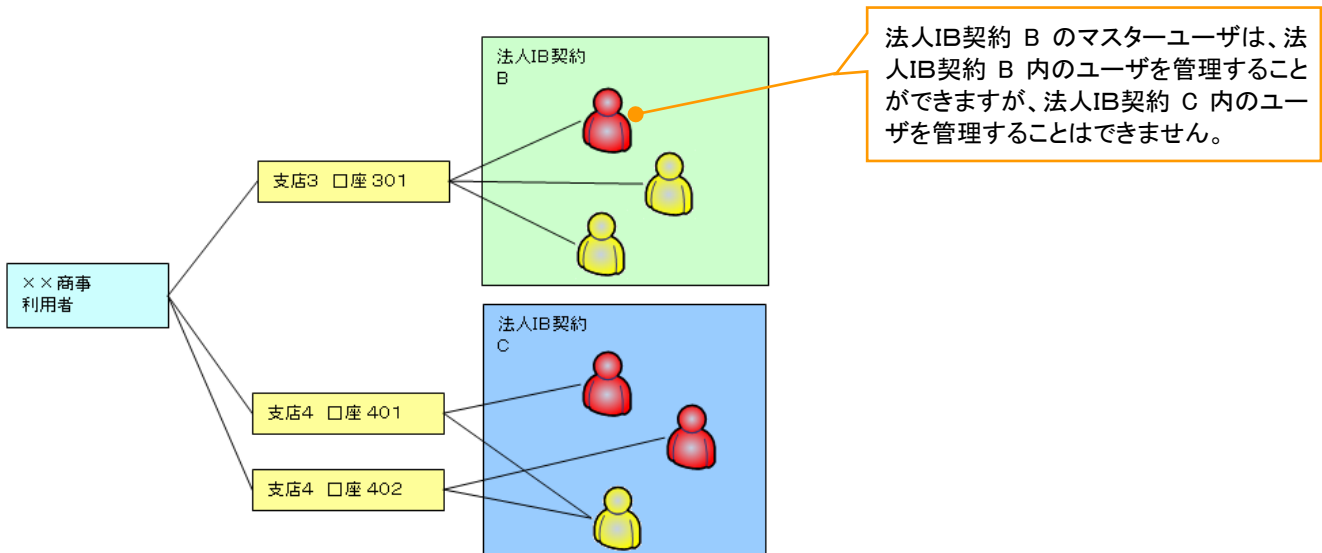 法人IB契約
B
法人IB契約 B のマスターユーザは、法
人IB契約 B 内のユーザを管理すること
ができますが、法人IB契約 C 内のユー
ザを管理することはできません。
支店3 口座 301
××商事
利用者
法人IB契約
C
支店4 口座 401
支店4 口座 402